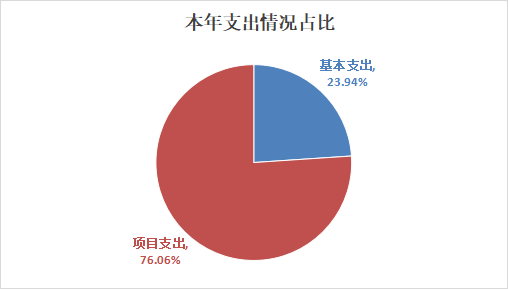 本年支出情况占比
基本支出,
23.94%
项目支出,
76.06%